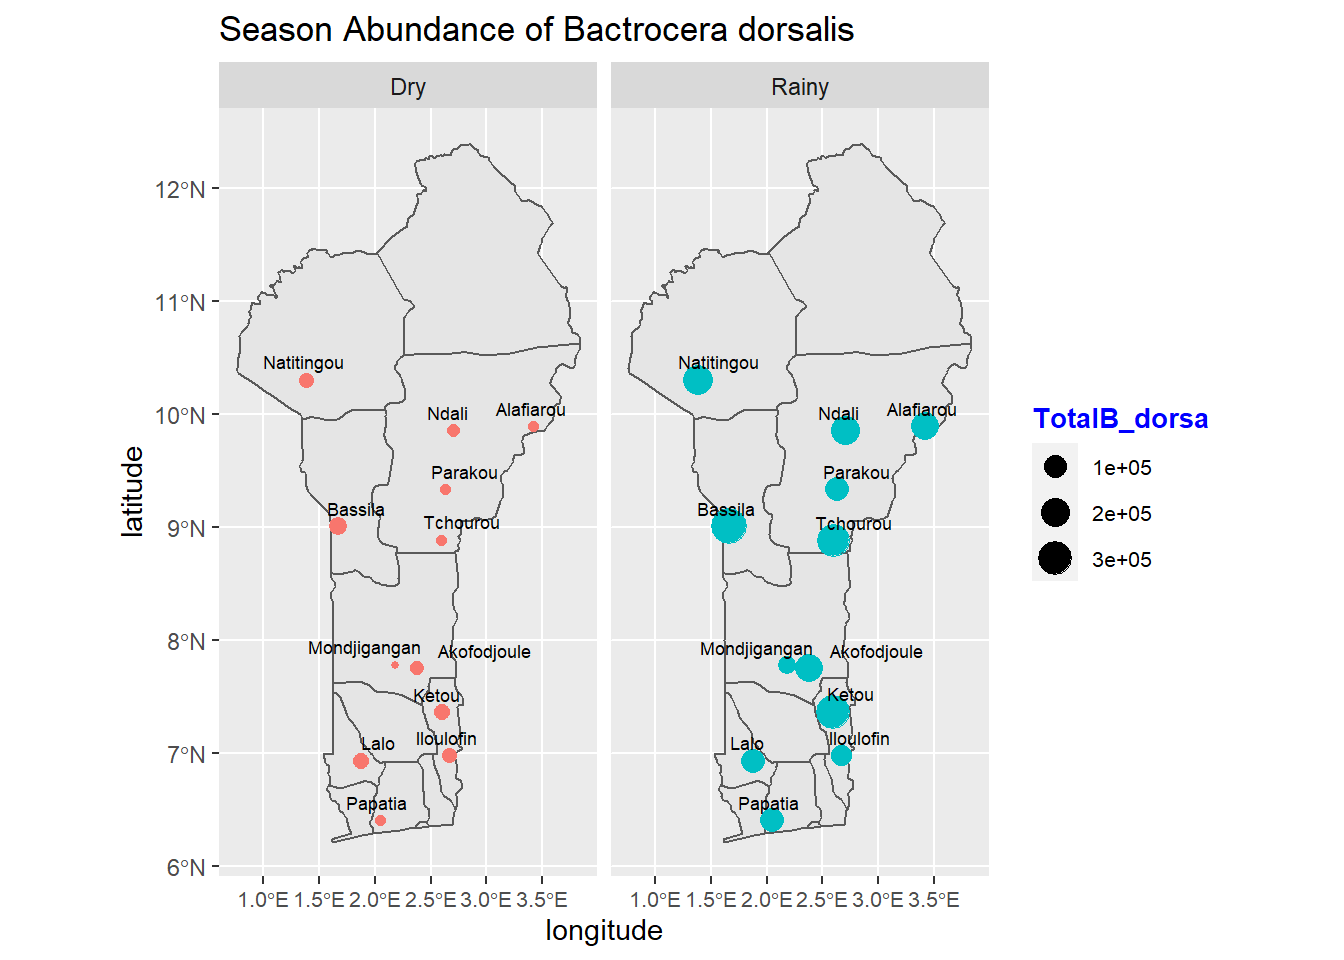 Season Abundance of Bactrocera dorsalis
Dry
Rainy
12°N
11°N
10°N
9°N
8°N
7°N
6°N
latitude
Natitingou
Ndali
Alafiarou
Parakou
Bassila
Tchourou
Mondjigangan
Akofodjoule
Ketou
Lalo
Iloulofin
Papatia
Natitingou
Ndali
Alafiarou
Parakou
Bassila
Tchourou
Mondjigangan
Akofodjoule
Ketou
Lalo
Iloulofin
Papatia
1.0°E 1.5°E 2.0°E 2.5°E 3.0°E 3.5°E
1.0°E 1.5°E 2.0°E 2.5°E 3.0°E 3.5°E
longitude
TotalB_dorsa
1e+05
2e+05
3e+05